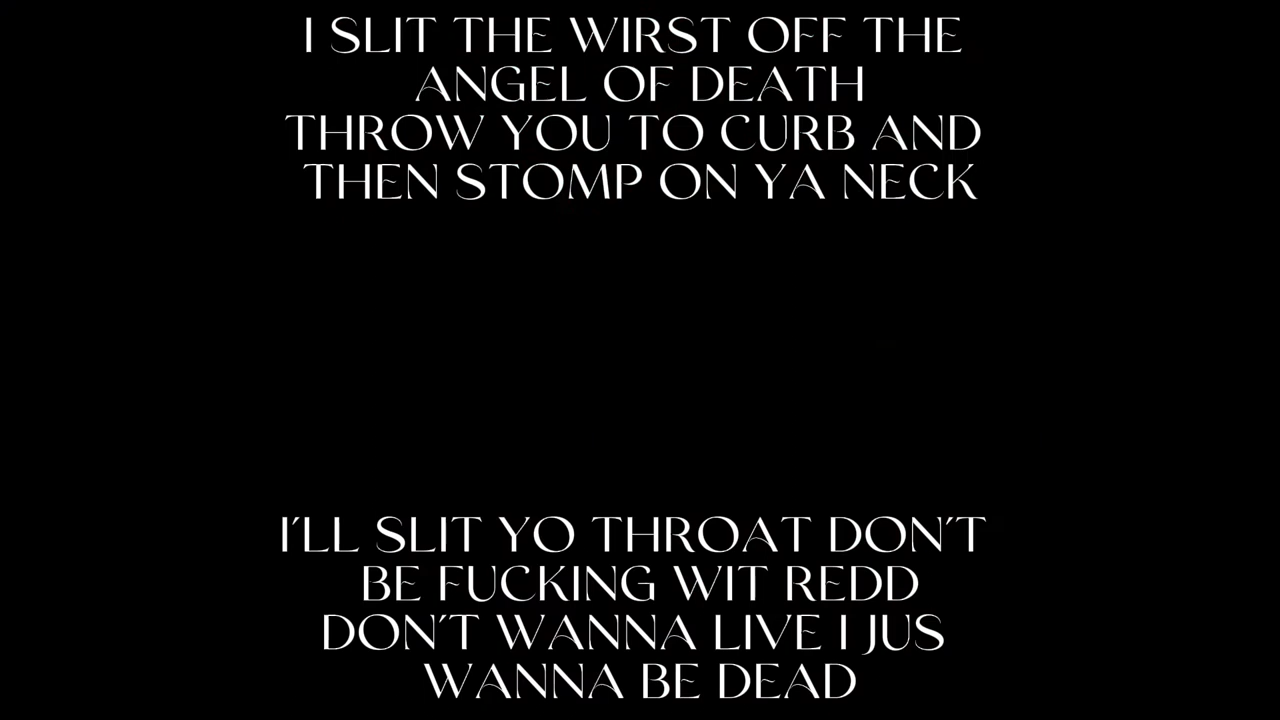 I SLIT THE WIRST OFF THE
ANGEL OF DEATH
THROW YOU TO CURB AND
THEN STOMP ON YA NECK
I'LL SLIT YO THROAT DON'T
BE FUCKING WIT REDD
DON'T WANNA LIVE I JUS
WANNA BE DEAD